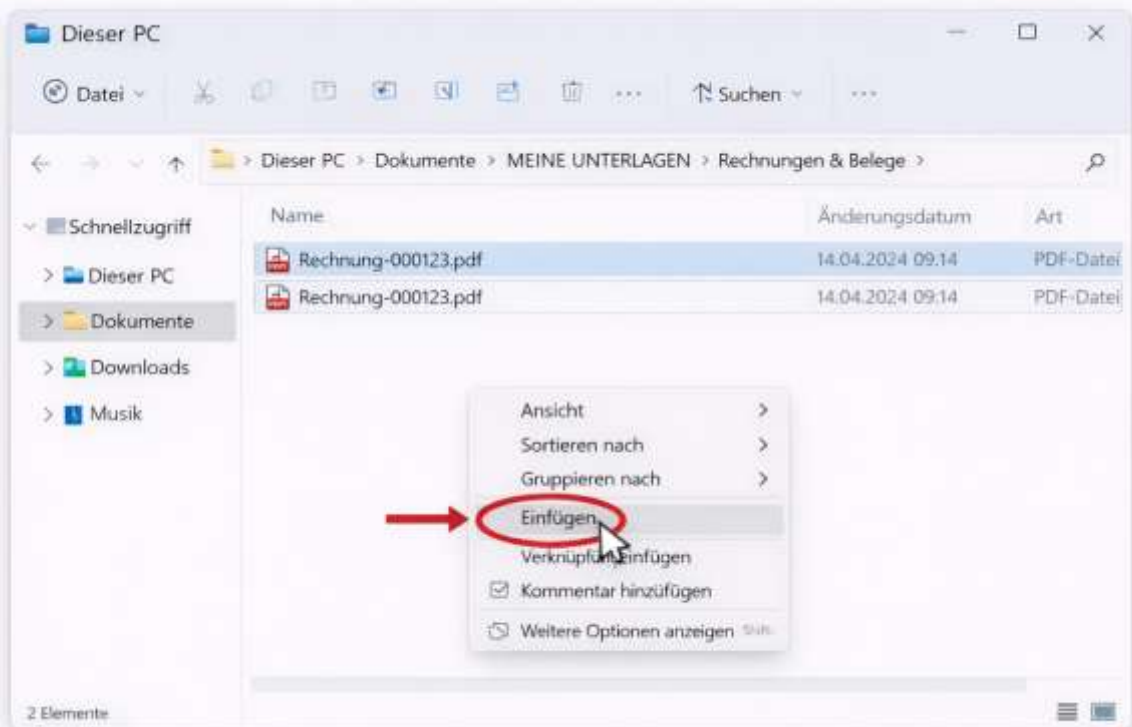 Dieser PC
Datei
Suchen
Dieser PC > Dokumente > MEINE UNTERLAGEN > Rechnungen & Belege >
Schnellzugriff
Dieser PC
Dokumente
Downloads
Musik
Name Änderungsdatum Art
Rechnung-000123.pdf 14.04.2024 09.14 PDF-Datei
Rechnung-000123.pdf 14.04.2024 09:14 PDF-Datei
Ansicht
Sortieren nach
Gruppieren nach
Einfügen
einfügen
Kommentar hinzufügen
Weitere Optionen anzeigen
2 Elemente